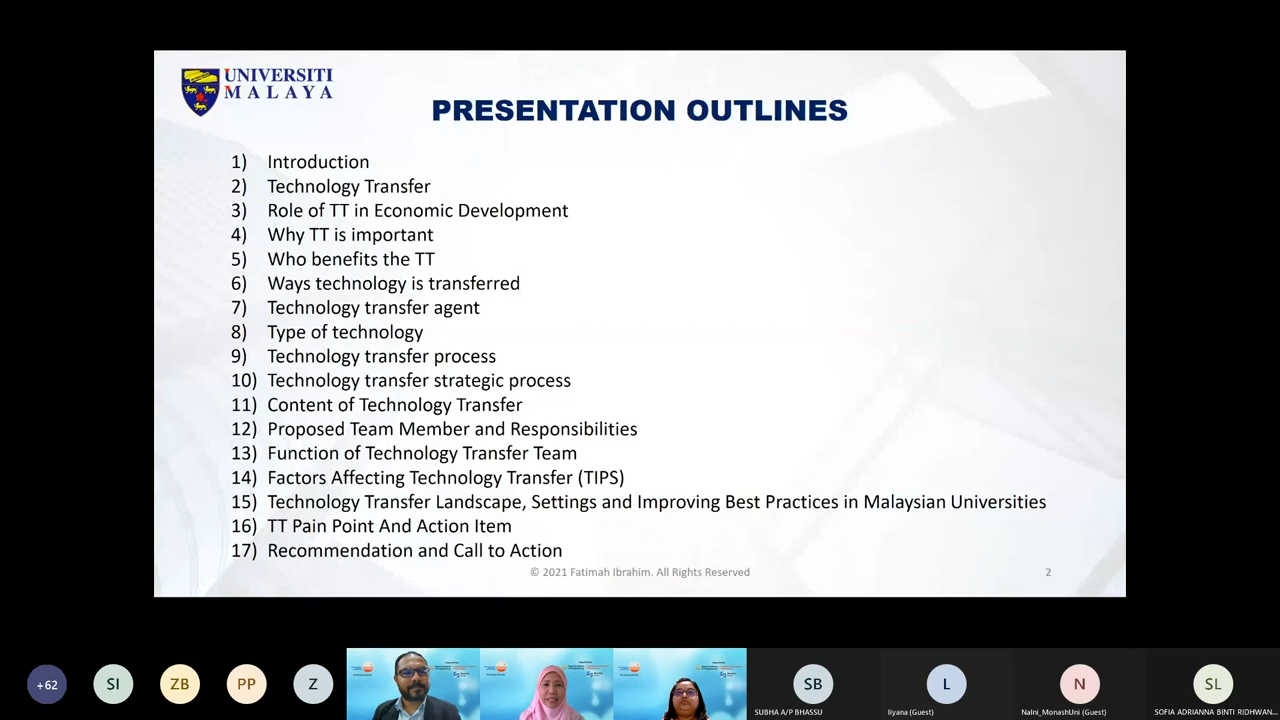 UNIVERSITI
MALAYA
PRESENTATION OUTLINES
1) Introduction
2) Technology Transfer
3) Role of TT in Economic Development
4) Why TT is important
5) Who benefits the TT
6) Ways technology is transferred
7) Technology transfer agent
8) Type of technology
9) Technology transfer process
10) Technology transfer strategic process
11) Content of Technology Transfer
12) Proposed Team Member and Responsibilities
13) Function of Technology Transfer Team
14) Factors Affecting Technology Transfer (TIPS)
15) Technology Transfer Landscape, Settings and Improving Best Practices in Malaysian Universities
16) TT Pain Point And Action Item
17) Recommendation and Call to Action
© 2021 Fatimah Ibrahim. All Rights Reserved
2
+62
SI
ZB
PP
Z
SB
L
N
SL
SUBHA A/P BHASSU
liyana (Guest)
Nalni_MonashUni (Guest)
SOFIA ADRIANNA BINTI RIDHWAN...